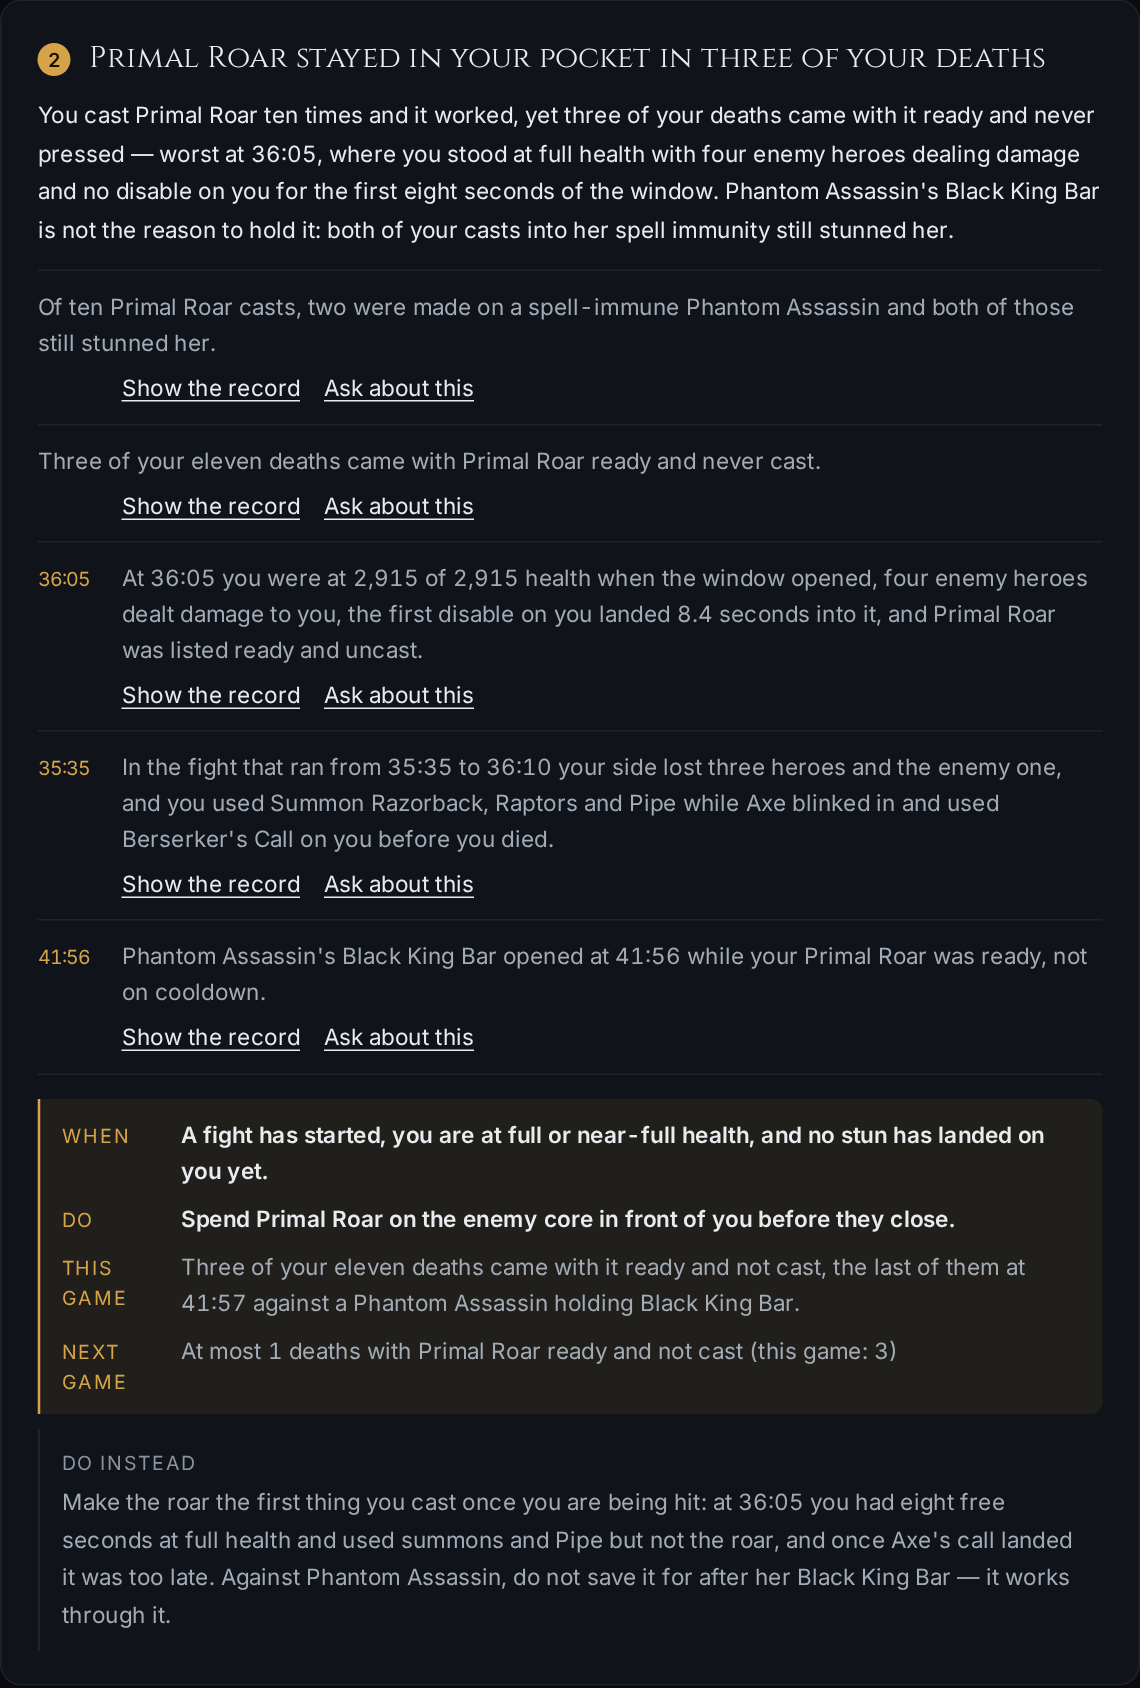 2 Primal Roar stayed in your pocket in three of your deaths
You cast Primal Roar ten times and it worked, yet three of your deaths came with it ready and never
pressed — worst at 36:05, where you stood at full health with four enemy heroes dealing damage
and no disable on you for the first eight seconds of the window. Phantom Assassin's Black King Bar
is not the reason to hold it: both of your casts into her spell immunity still stunned her.
Of ten Primal Roar casts, two were made on a spell-immune Phantom Assassin and both of those
still stunned her.
Show the record Ask about this
Three of your eleven deaths came with Primal Roar ready and never cast.
Show the record Ask about this
36:05 At 36:05 you were at 2,915 of 2,915 health when the window opened, four enemy heroes
dealt damage to you, the first disable on you landed 8.4 seconds into it, and Primal Roar
was listed ready and uncast.
Show the record Ask about this
35:35 In the fight that ran from 35:35 to 36:10 your side lost three heroes and the enemy one,
and you used Summon Razorback, Raptors and Pipe while Axe blinked in and used
Berserker's Call on you before you died.
Show the record Ask about this
41:56 Phantom Assassin's Black King Bar opened at 41:56 while your Primal Roar was ready, not
on cooldown.
Show the record Ask about this
WHEN A fight has started, you are at full or near-full health, and no stun has landed on
you yet.
DO Spend Primal Roar on the enemy core in front of you before they close.
THIS GAME Three of your eleven deaths came with it ready and not cast, the last of them at
41:57 against a Phantom Assassin holding Black King Bar.
NEXT GAME At most 1 deaths with Primal Roar ready and not cast (this game: 3)
DO INSTEAD
Make the roar the first thing you cast once you are being hit: at 36:05 you had eight free
seconds at full health and used summons and Pipe but not the roar, and once Axe's call landed
it was too late. Against Phantom Assassin, do not save it for after her Black King Bar — it works
through it.